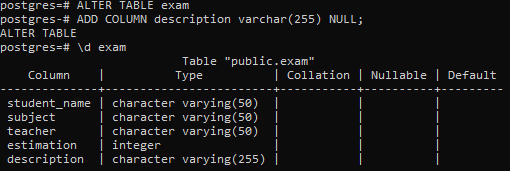 postgres=# ALTER TABLE exam
postgres-# ADD COLUMN description varchar(255) NULL;
ALTER TABLE
postgres=# \d exam
                        Table "public.exam"
    Column    |          Type          | Collation | Nullable | Default
--------------+------------------------+-----------+----------+---------
 student_name | character varying(50)  |           |          |
 subject      | character varying(50)  |           |          |
 teacher      | character varying(50)  |           |          |
 estimation   | integer                |           |          |
 description  | character varying(255) |           |          |